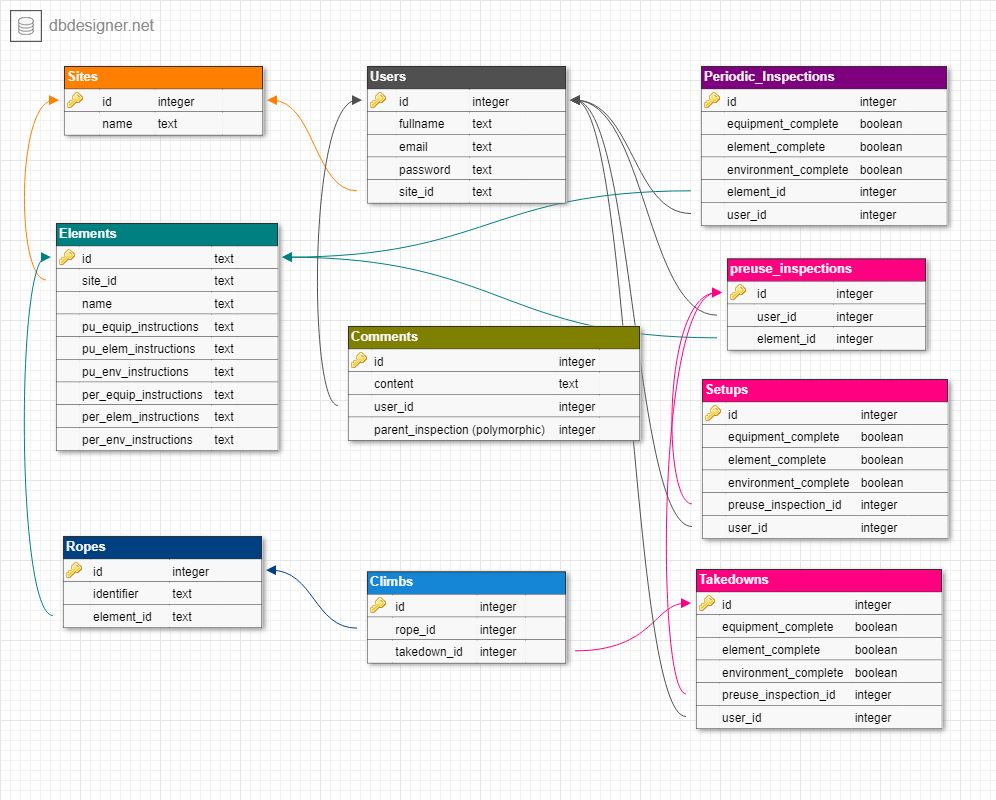 dbdesigner.net
Sites
id integer
name text
Users
id integer
fullname text
email text
password text
site_id text
Periodic_Inspections
id integer
equipment_complete boolean
element_complete boolean
environment_complete boolean
element_id integer
user_id integer
Elements
id text
site_id text
name text
pu_equip_instructions text
pu_elem_instructions text
pu_env_instructions text
per_equip_instructions text
per_elem_instructions text
per_env_instructions text
preuse_inspections
id integer
user_id integer
element_id integer
Comments
id integer
content text
user_id integer
parent_inspection (polymorphic) integer
Setups
id integer
equipment_complete boolean
element_complete boolean
environment_complete boolean
preuse_inspection_id integer
user_id integer
Ropes
id integer
identifier text
element_id text
Climbs
id integer
rope_id integer
takedown_id integer
Takedowns
id integer
equipment_complete boolean
element_complete boolean
environment_complete boolean
preuse_inspection_id integer
user_id integer